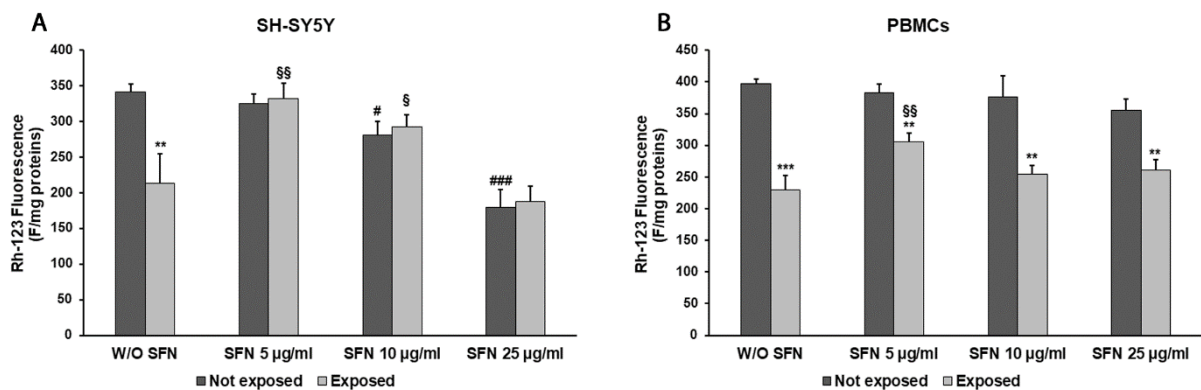 A
SH-SY5Y
Rh-123 Fluorescence
(F/mg proteins)
400
350
300
250
200
150
100
50
0
**
§§
#
§
###
W/O SFN
SFN 5 µg/ml
SFN 10 µg/ml
SFN 25 µg/ml
Not exposed
Exposed
B
PBMCs
Rh-123 Fluorescence
(F/mg proteins)
450
400
350
300
250
200
150
100
50
0
***
§§
**
**
**
W/O SFN
SFN 5 µg/ml
SFN 10 µg/ml
SFN 25 µg/ml
Not exposed
Exposed